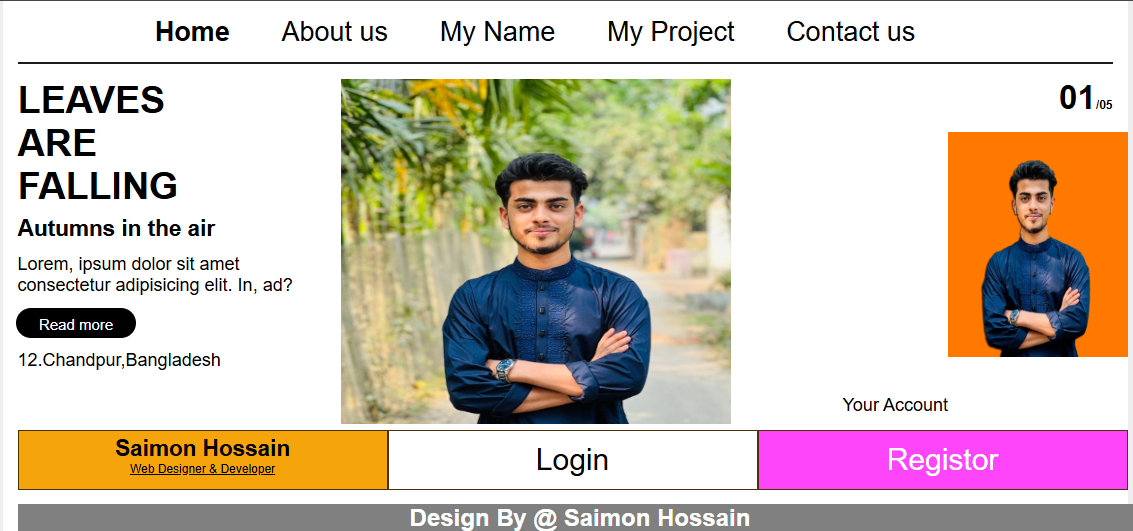 Home About us My Name My Project Contact us
LEAVES
ARE
FALLING
Autumns in the air
Lorem, ipsum dolor sit amet
consectetur adipisicing elit. In, ad?
Read more
12.Chandpur,Bangladesh
01/05
Your Account
Saimon Hossain
Web Designer & Developer
Login
Registor
Design By @ Saimon Hossain